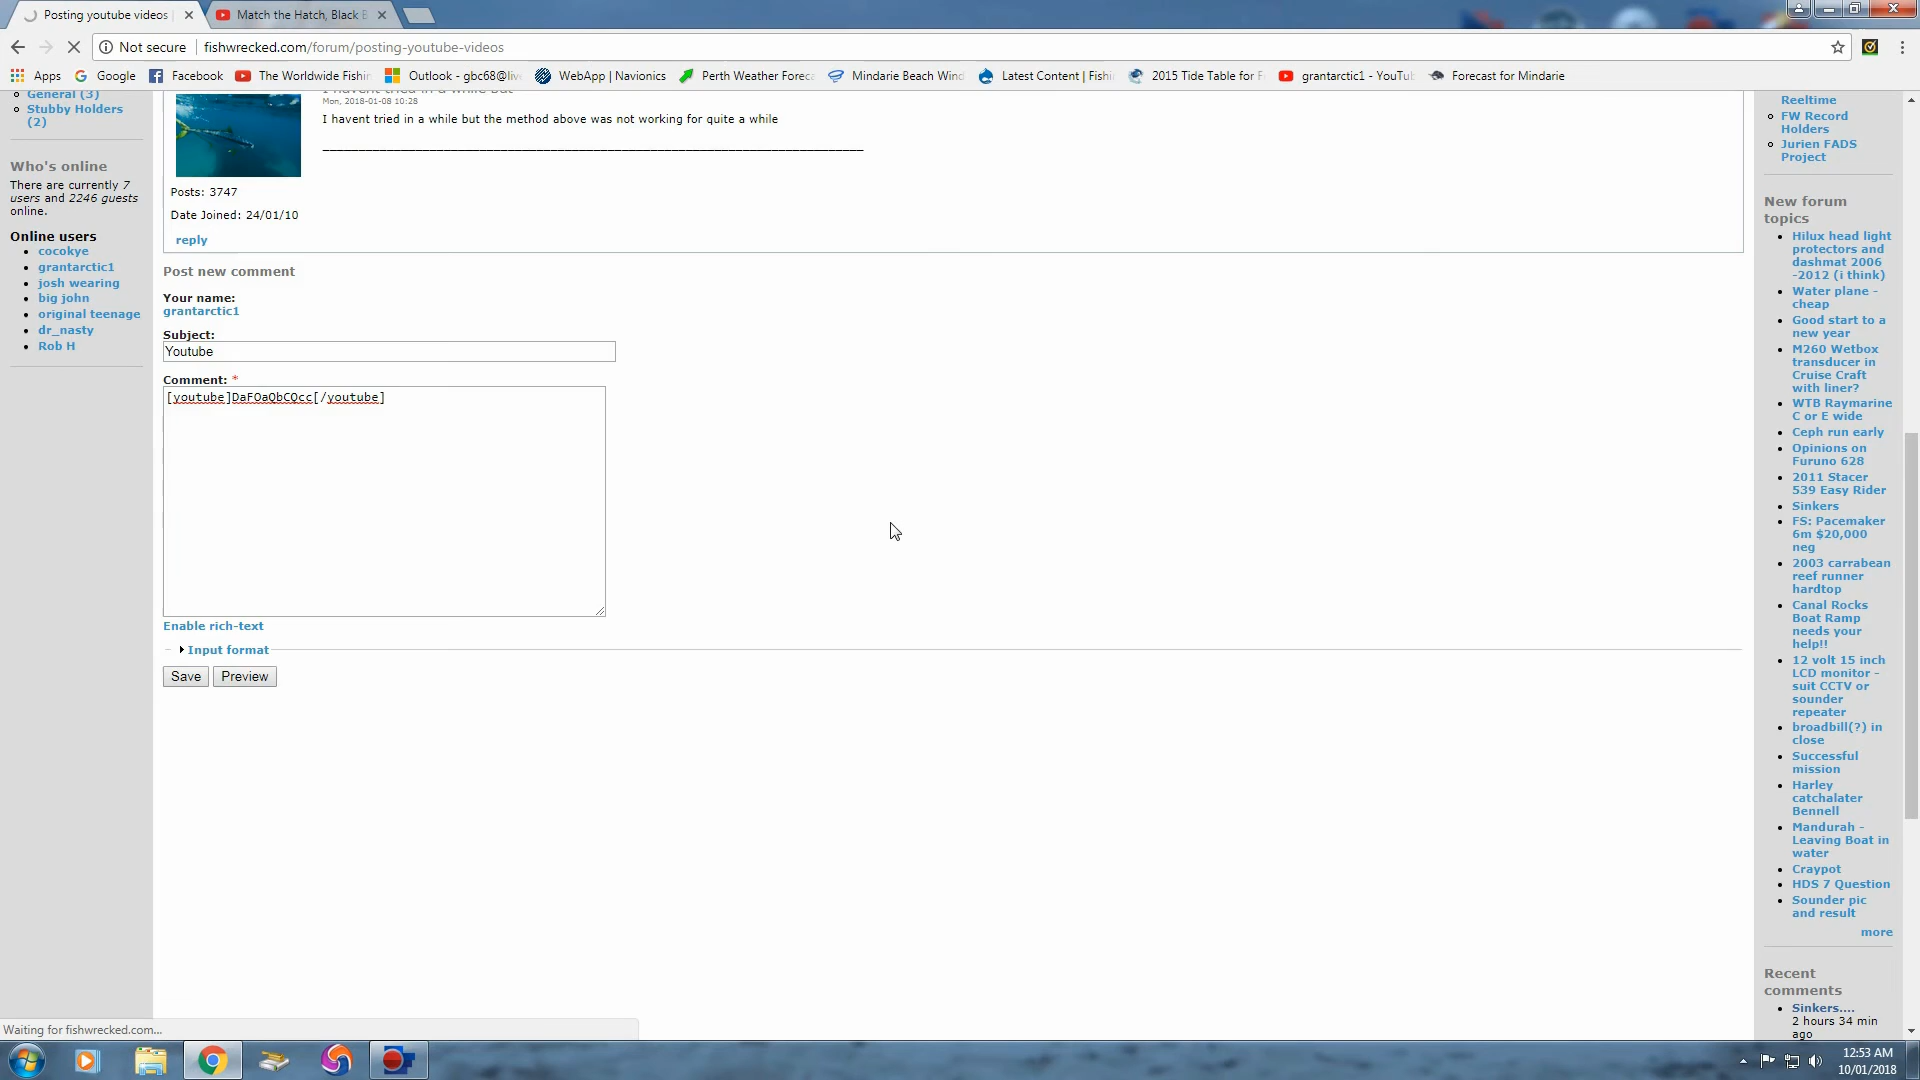 Posting youtube videos
Match the Hatch, Black B
Not secure
fishwrecked.com/forum/posting-youtube-videos
Apps
Google
Facebook
The Worldwide Fishin
Outlook - gbc68@live
WebApp | Navionics
Perth Weather Foreca
Mindarie Beach Wind
Latest Content | Fishi
2015 Tide Table for F
grantarctic1 - YouTub
Forecast for Mindarie
General (3)
Stubby Holders
(2)
Who's online
There are currently 7
users and 2246 guests
online.
Online users
cocokye
grantarctic1
josh wearing
big john
original teenage
dr_nasty
Rob H
I havent tried in a while but
Mon, 2018-01-08 10:28
I havent tried in a while but the method above was not working for quite a while
Posts: 3747
Date Joined: 24/01/10
reply
Post new comment
Your name:
grantarctic1
Subject:
Youtube
Comment: *
[youtube]DaFOaQbCQcc[/youtube]
Enable rich-text
Input format
Save
Preview
Reeltime
FW Record
Holders
Jurien FADS
Project
New forum
topics
Hilux head light
protectors and
dashmat 2006
-2012 (i think)
Water plane -
cheap
Good start to a
new year
M260 Wetbox
transducer in
Cruise Craft
with liner?
WTB Raymarine
C or E wide
Ceph run early
Opinions on
Furuno 628
2011 Stacer
539 Easy Rider
Sinkers
FS: Pacemaker
6m $20,000
neg
2003 carrabean
reef runner
hardtop
Canal Rocks
Boat Ramp
needs your
help!!
12 volt 15 inch
LCD monitor -
suit CCTV or
sounder
repeater
broadbill(?) in
close
Successful
mission
Harley
catchalater
Bennell
Mandurah -
Leaving Boat in
water
Craypot
HDS 7 Question
Sounder pic
and result
more
Recent
comments
Sinkers....
2 hours 34 min
ago
Waiting for fishwrecked.com...
12:53 AM
10/01/2018